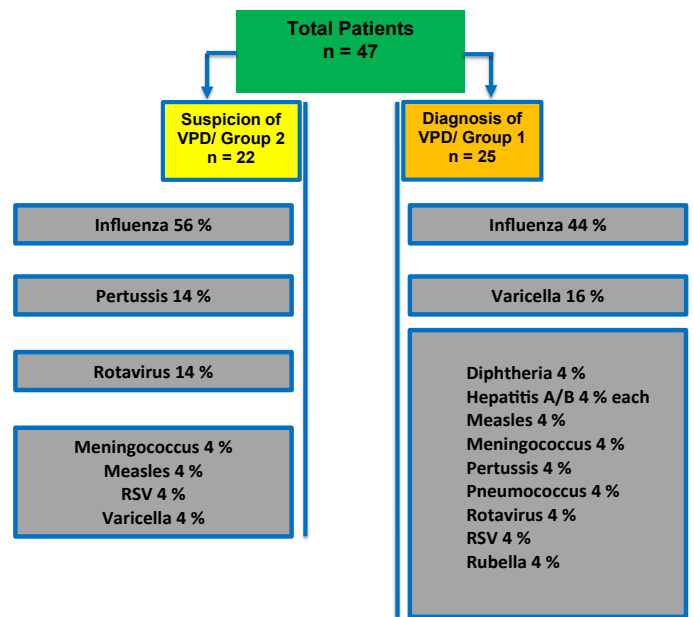 Total Patients
n = 47
Suspicion of
VPD/ Group 2
n = 22
Influenza 56 %
Pertussis 14 %
Rotavirus 14 %
Meningococcus 4 %
Measles 4 %
RSV 4 %
Varicella 4 %
Diagnosis of
VPD/ Group 1
n = 25
Influenza 44 %
Varicella 16 %
Diphtheria 4 %
Hepatitis A/B 4 % each
Measles 4 %
Meningococcus 4 %
Pertussis 4 %
Pneumococcus 4 %
Rotavirus 4 %
RSV 4 %
Rubella 4 %